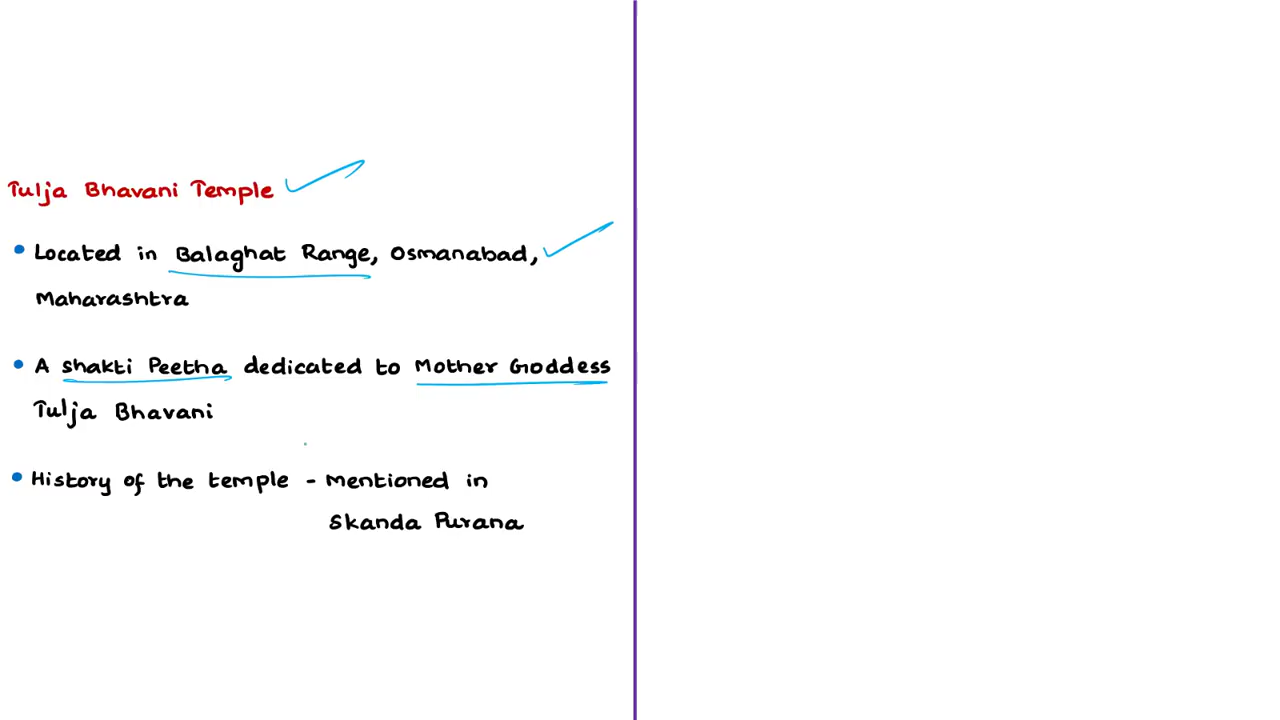 Tulja Bhavani Temple
• Located in Balaghat Range, Osmanabad,
Maharashtra
• A shakti Peetha dedicated to Mother Goddess
Tulja Bhavani
• History of the temple - Mentioned in
Skanda Purana